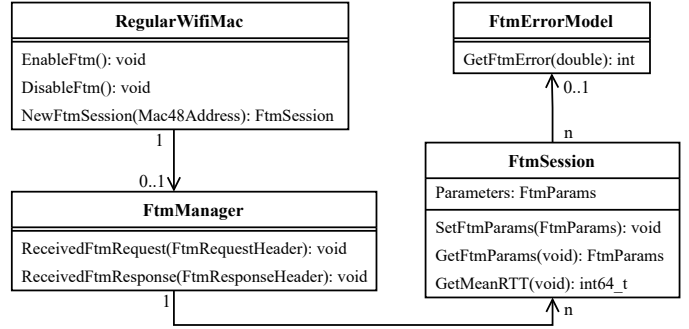 RegularWifiMac
EnableFtm(): void
DisableFtm(): void
NewFtmSession(Mac48Address): FtmSession
1
0..1
FtmManager
ReceivedFtmRequest(FtmRequestHeader): void
ReceivedFtmResponse(FtmResponseHeader): void
1
FtmErrorModel
GetFtmError(double): int
0..1
n
FtmSession
Parameters: FtmParams
SetFtmParams(FtmParams): void
GetFtmParams(void): FtmParams
GetMeanRTT(void): int64_t
n